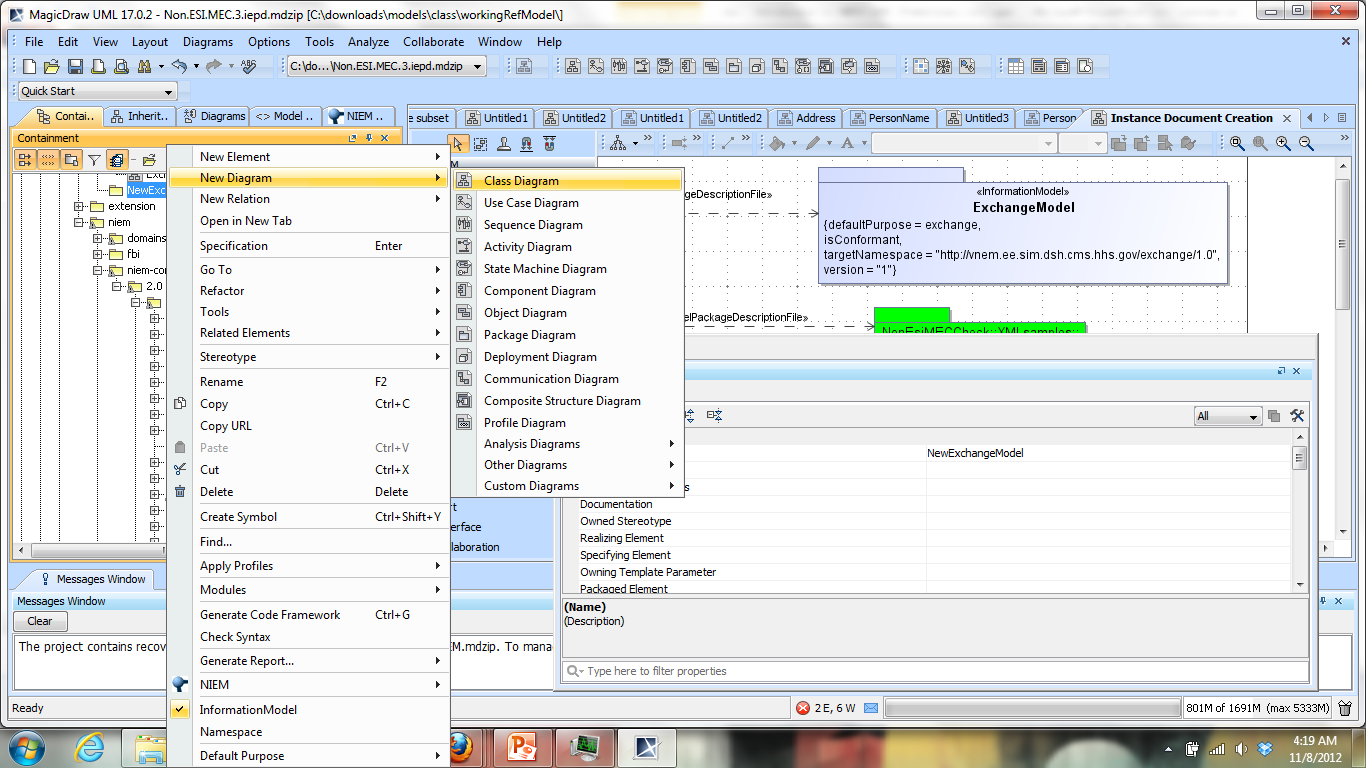 MagicDraw UML 17.0.2 - Non.ESI.MEC.3.iepd.mdzip [C:\downloads\models\class\workingRefModel\]
File Edit View Layout Diagrams Options Tools Analyze Collaborate Window Help
C:\do...\Non.ESI.MEC.3.iepd.mdzip
Quick Start
Contai.. Inherit.. Diagrams <> Model .. NIEM ..
e subset Untitled1 Untitled2 Untitled1 Untitled2 Address PersonName Untitled3 Person Instance Document Creation
Containment
NewExc
extension
niem
domains
fbi
niem-co
2.0
New Element
New Diagram
New Relation
Open in New Tab
Specification Enter
Go To
Refactor
Tools
Related Elements
Stereotype
Rename F2
Copy Ctrl+C
Copy URL
Paste Ctrl+V
Cut Ctrl+X
Delete Delete
Create Symbol Ctrl+Shift+Y
Find...
Apply Profiles
Modules
Generate Code Framework Ctrl+G
Check Syntax
Generate Report...
NIEM
InformationModel
Namespace
Default Purpose
Class Diagram
Use Case Diagram
Sequence Diagram
Activity Diagram
State Machine Diagram
Component Diagram
Object Diagram
Package Diagram
Deployment Diagram
Communication Diagram
Composite Structure Diagram
Profile Diagram
Analysis Diagrams
Other Diagrams
Custom Diagrams
rt
erface
laboration
geDescriptionFile»
«InformationModel»
ExchangeModel
{defaultPurpose = exchange,
isConformant,
targetNamespace = "http://vnem.ee.sim.dsh.cms.hhs.gov/exchange/1.0",
version = "1"}
elPackageDescriptionFile»
NonEsiMECCheck::XMLsamples::
All
NewExchangeModel
s
Documentation
Owned Stereotype
Realizing Element
Specifying Element
Owning Template Parameter
Packaged Element
(Name)
(Description)
Type here to filter properties
Messages Window
Messages Window
Clear
The project contains recov
EM.mdzip. To mana
Ready
2 E, 6 W
801M of 1691M (max 5333M)
4:19 AM
11/8/2012